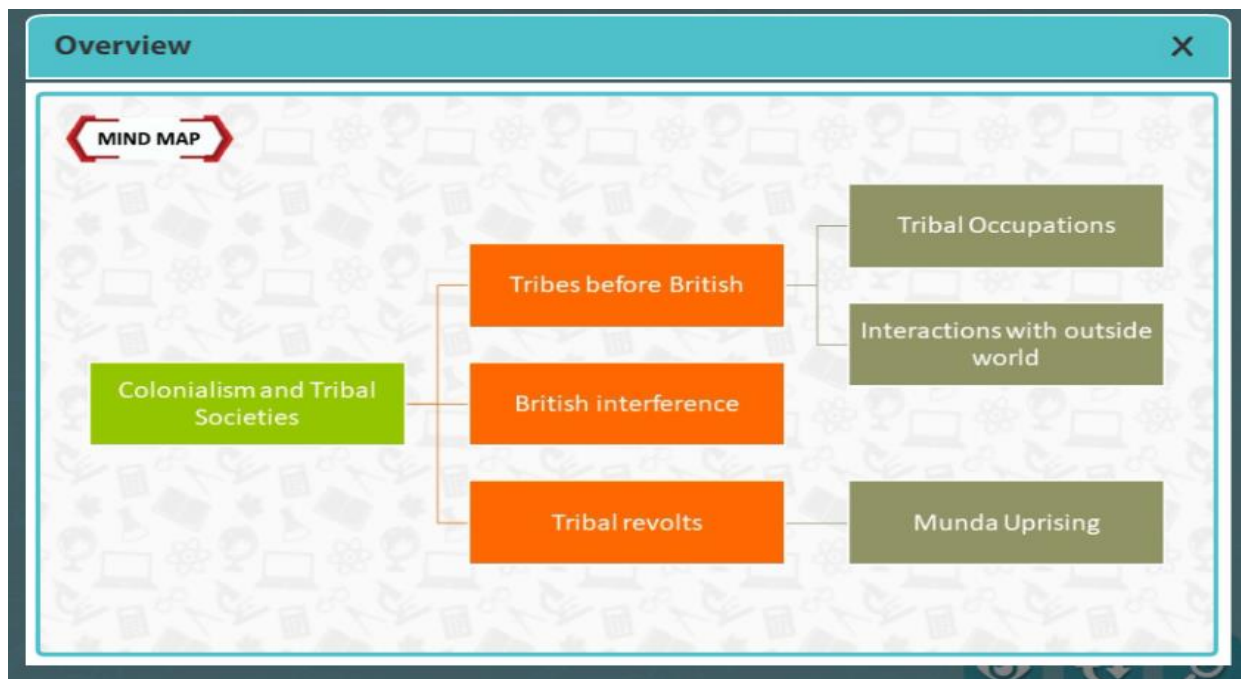 Overview
MIND MAP
Tribal Occupations
Tribes before British
Interactions with outside
world
Colonialism and Tribal
Societies
British interference
Tribal revolts
Munda Uprising